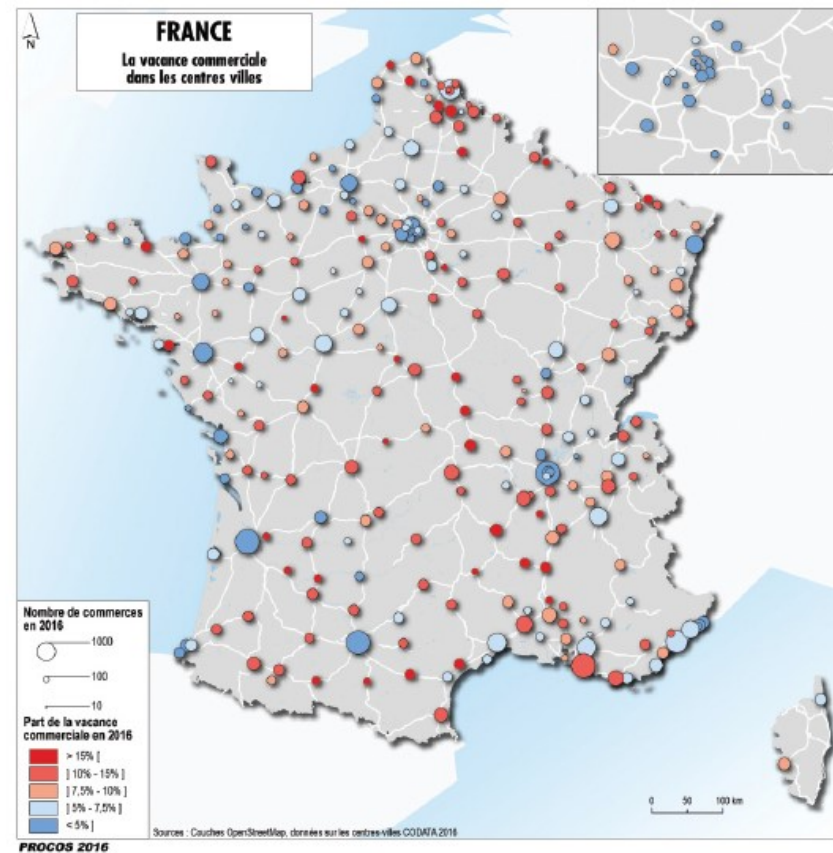 N
FRANCE
La vacance commerciale
dans les centres villes
Nombre de commerces
en 2016
1000
100
10
Part de la vacance
commerciale en 2016
> 15% [
] 10% - 15% ]
] 7,5% - 10% ]
] 5% - 7,5% ]
< 5% ]
0 50 100 km
Sources : Couches OpenStreetMap, données sur les centres-villes CODATA 2016
PROCOS 2016